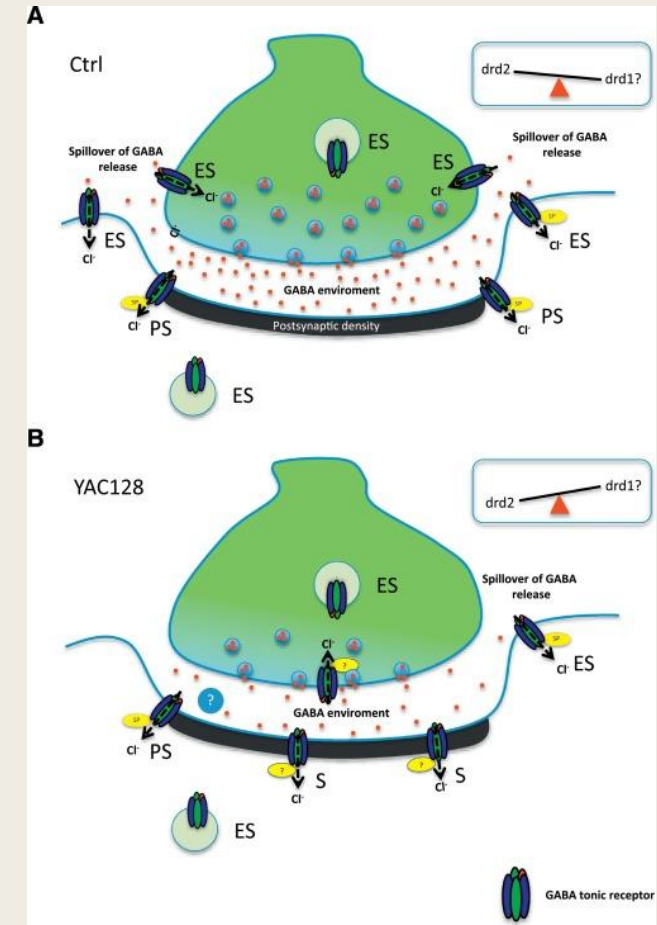 A
Ctrl
drd2
drd1?
Spillover of GABA
release
Spillover of GABA
release
ES
ES
ES
Cl-
Cl-
ES
Cl-
Cl-
SP
Cl-
ES
GABA enviroment
SP
Cl-
PS
SP
Cl-
PS
Postsynaptic density
ES
B
YAC128
drd2
drd1?
Spillover of GABA
release
ES
Cl-
?
SP
Cl-
ES
?
GABA enviroment
SP
Cl-
PS
?
S
Cl-
?
S
Cl-
ES
GABA tonic receptor